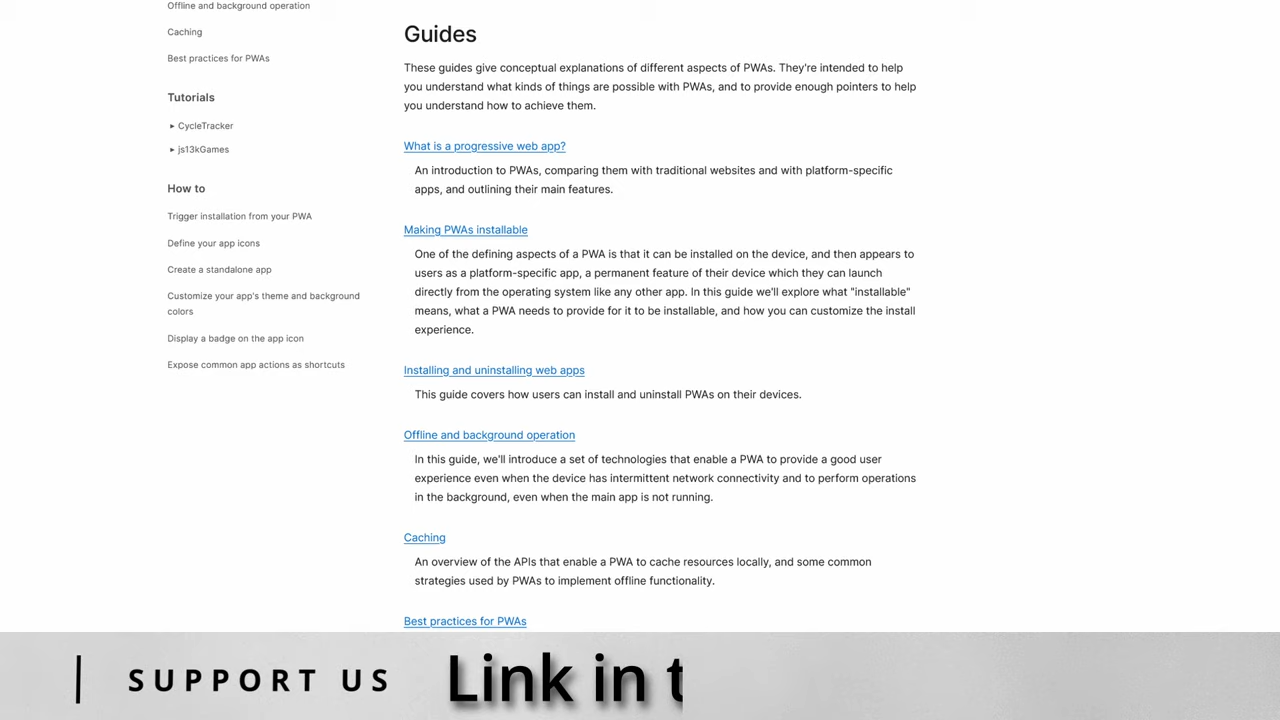 Offline and background operation
Caching
Best practices for PWAs
Tutorials
▸ CycleTracker
▸ js13kGames
How to
Trigger installation from your PWA
Define your app icons
Create a standalone app
Customize your app's theme and background
colors
Display a badge on the app icon
Expose common app actions as shortcuts
Guides
These guides give conceptual explanations of different aspects of PWAs. They're intended to help
you understand what kinds of things are possible with PWAs, and to provide enough pointers to help
you understand how to achieve them.
What is a progressive web app?
An introduction to PWAs, comparing them with traditional websites and with platform-specific
apps, and outlining their main features.
Making PWAs installable
One of the defining aspects of a PWA is that it can be installed on the device, and then appears to
users as a platform-specific app, a permanent feature of their device which they can launch
directly from the operating system like any other app. In this guide we'll explore what "installable"
means, what a PWA needs to provide for it to be installable, and how you can customize the install
experience.
Installing and uninstalling web apps
This guide covers how users can install and uninstall PWAs on their devices.
Offline and background operation
In this guide, we'll introduce a set of technologies that enable a PWA to provide a good user
experience even when the device has intermittent network connectivity and to perform operations
in the background, even when the main app is not running.
Caching
An overview of the APIs that enable a PWA to cache resources locally, and some common
strategies used by PWAs to implement offline functionality.
Best practices for PWAs
SUPPORT US
Link in t